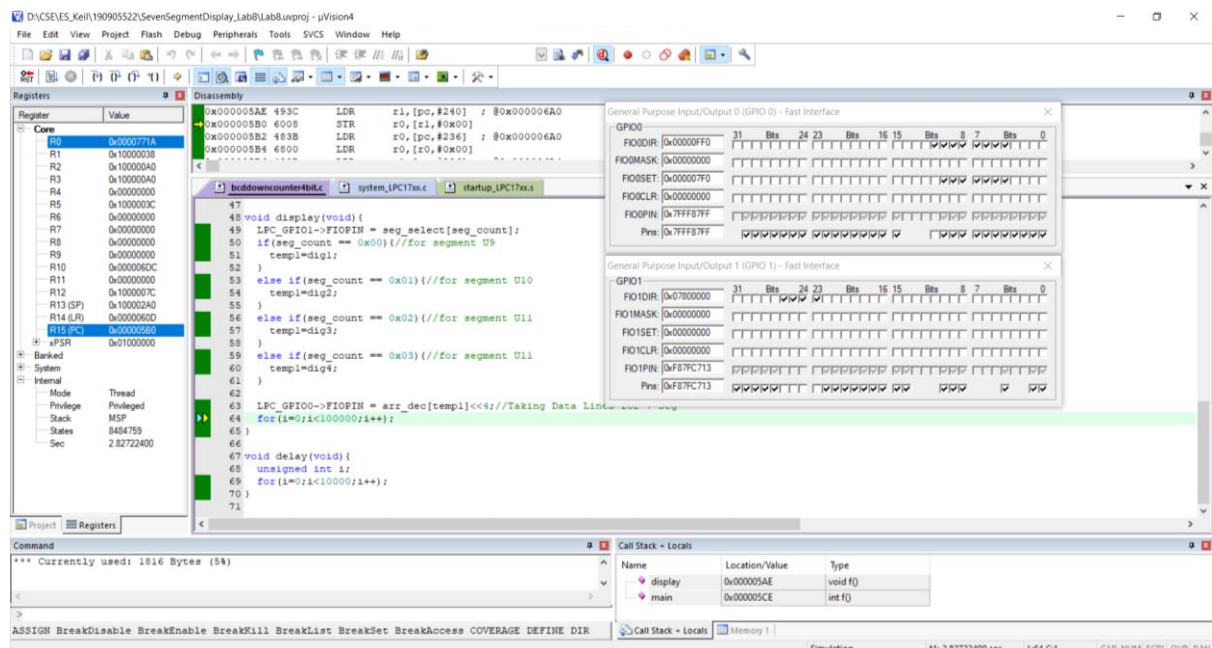 D:\CSE\ES_Keil\190905522\SevenSegmentDisplay_Lab8\Lab8.uvproj - µVision4
File Edit View Project Flash Debug Peripherals Tools SVCS Window Help
Registers
Register Value
Core
R0 0x0000771A
R1 0x10000038
R2 0x100000A0
R3 0x100000A0
R4 0x00000000
R5 0x1000003C
R6 0x00000000
R7 0x00000000
R8 0x00000000
R9 0x00000000
R10 0x000006DC
R11 0x00000000
R12 0x1000007C
R13 (SP) 0x100002A0
R14 (LR) 0x0000060D
R15 (PC) 0x000005B0
xPSR 0x01000000
Banked
System
Internal
Mode Thread
Privilege Privileged
Stack MSP
States 8484759
Sec 2.82722400
Project Registers
Disassembly
0x000005AE 493C LDR r1,[pc,#240] ; @0x000006A0
0x000005B0 6008 STR r0,[r1,#0x00]
0x000005B2 483B LDR r0,[pc,#236] ; @0x000006A0
0x000005B4 6800 LDR r0,[r0,#0x00]
bcddowncounter4bit.c system_LPC17xx.c startup_LPC17xx.s
47
48 void display(void){
49 LPC_GPIO1->FIOPIN = seg_select[seg_count];
50 if(seg_count == 0x00){//for segment U9
51 temp1=dig1;
52 }
53 else if(seg_count == 0x01){//for segment U10
54 temp1=dig2;
55 }
56 else if(seg_count == 0x02){//for segment U11
57 temp1=dig3;
58 }
59 else if(seg_count == 0x03){//for segment U11
60 temp1=dig4;
61 }
62
63 LPC_GPIO0->FIOPIN = arr_dec[temp1]<<4;//Taking Data Lines for 7-Seg
64 for(i=0;i<100000;i++);
65 }
66
67 void delay(void){
68 unsigned int i;
69 for(i=0;i<10000;i++);
70 }
71
General Purpose Input/Output 0 (GPIO 0) - Fast Interface
GPIO0
31 Bits 24 23 Bits 16 15 Bits 8 7 Bits 0
FIO0DIR: 0x00000FF0
FIO0MASK: 0x00000000
FIO0SET: 0x000007F0
FIO0CLR: 0x00000000
FIO0PIN: 0x7FFF87FF
Pins: 0x7FFF87FF
General Purpose Input/Output 1 (GPIO 1) - Fast Interface
GPIO1
31 Bits 24 23 Bits 16 15 Bits 8 7 Bits 0
FIO1DIR: 0x07800000
FIO1MASK: 0x00000000
FIO1SET: 0x00000000
FIO1CLR: 0x00000000
FIO1PIN: 0xF87FC713
Pins: 0xF87FC713
Command
*** Currently used: 1816 Bytes (5%)
>
ASSIGN BreakDisable BreakEnable BreakKill BreakList BreakSet BreakAccess COVERAGE DEFINE DIR
Call Stack + Locals
Name Location/Value Type
display 0x000005AE void f()
main 0x000005CE int f()
Call Stack + Locals Memory 1